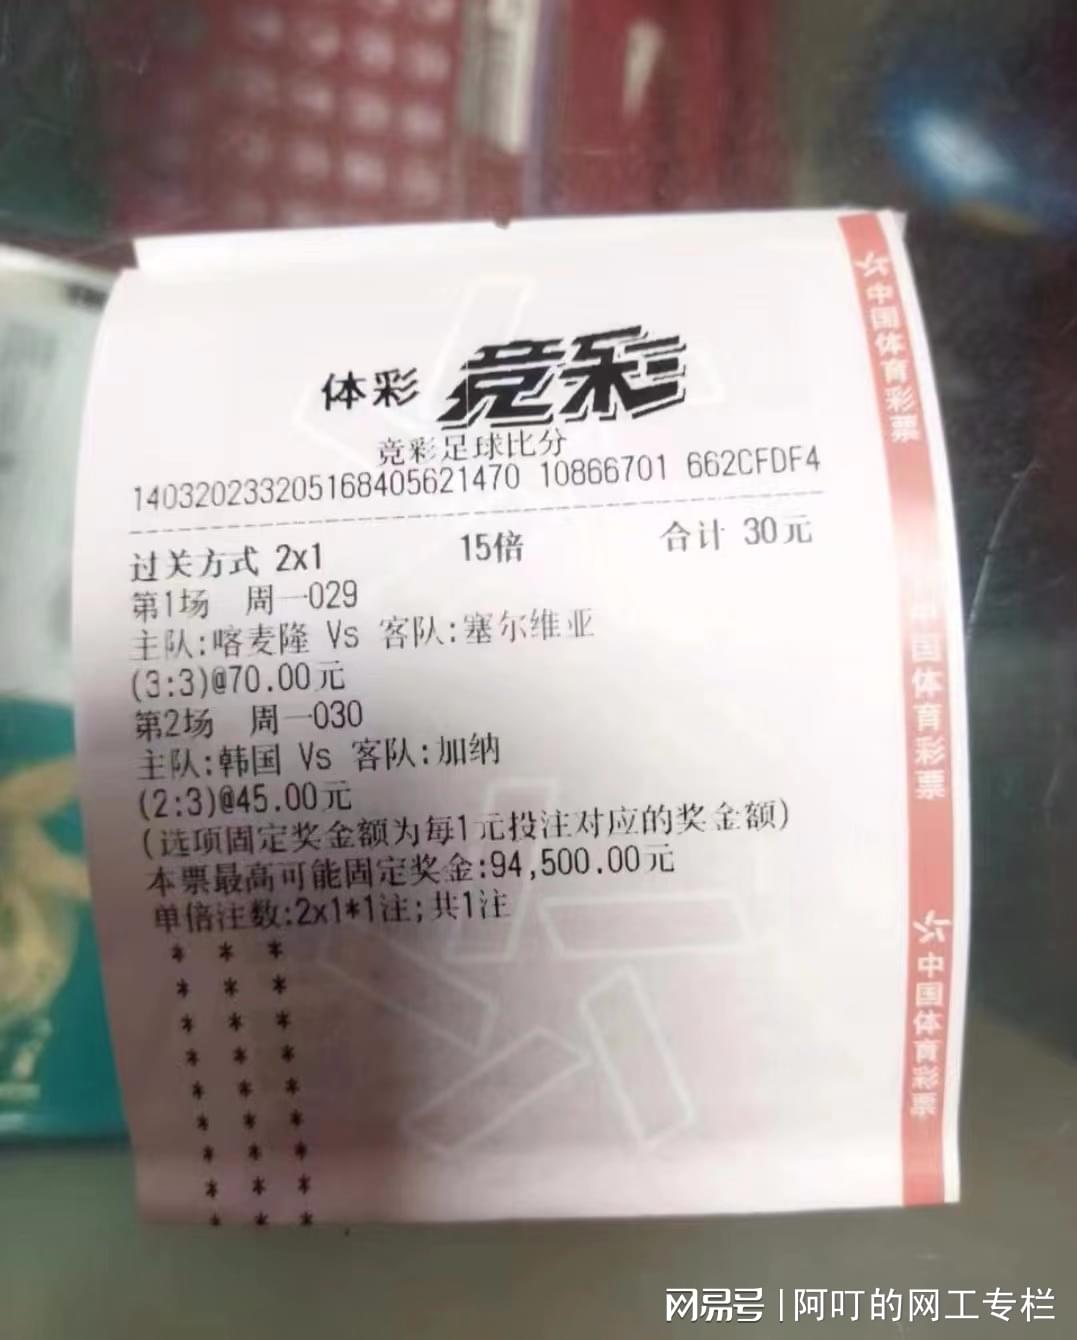 体彩 竞彩
竞彩足球比分
140320233205168405621470 10866701 662CFDF4
过关方式 2x1 15倍 合计 30元
第1场 周一029
主队:喀麦隆 Vs 客队:塞尔维亚
(3:3)@70.00元
第2场 周一030
主队:韩国 Vs 客队:加纳
(2:3)@45.00元
(选项固定奖金额为每1元投注对应的奖金额)
本票最高可能固定奖金:94,500.00元
单倍注数:2x1*1注;共1注
* * *
* * *
* * *
* * *
* * *
* * *
* * *
* * *
* * *
中国体育彩票
中国体育彩票
中国体育彩票
网易号 | 阿叮的网工专栏